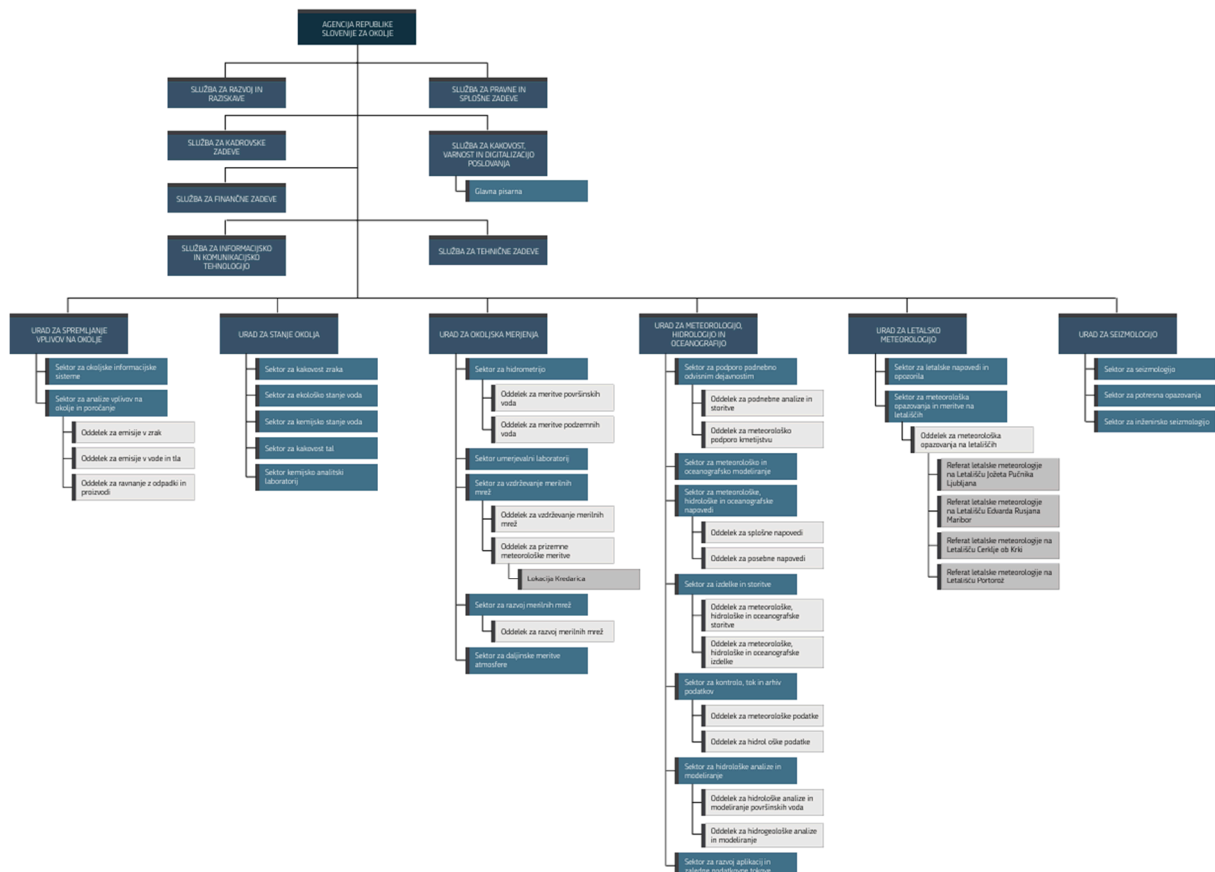 AGENCIJA REPUBLIKE
SLOVENIJE ZA OKOLJE
SLUŽBA ZA RAZVOJ IN
RAZISKAVE
SLUŽBA ZA PRAVNE IN
SPLOŠNE ZADEVE
SLUŽBA ZA KADROVSKE
ZADEVE
SLUŽBA ZA KAKOVOST,
VARNOST IN DIGITALIZACIJO
POSLOVANJA
Glavna pisarna
SLUŽBA ZA FINANČNE ZADEVE
SLUŽBA ZA INFORMACIJSKO
IN KOMUNIKACIJSKO
TEHNOLOGIJO
SLUŽBA ZA TEHNIČNE ZADEVE
URAD ZA SPREMLJANJE
VPLIVOV NA OKOLJE
Sektor za okoljske informacijske
sisteme
Sektor za analize vplivov na
okolje in poročanje
Oddelek za emisije v zrak
Oddelek za emisije v vode in tla
Oddelek za ravnanje z odpadki in
proizvodi
URAD ZA STANJE OKOLJA
Sektor za kakovost zraka
Sektor za ekološko stanje voda
Sektor za kemijsko stanje voda
Sektor za kakovost tal
Sektor kemijsko analitski
laboratorij
URAD ZA OKOLJSKA MERJENJA
Sektor za hidrometrijo
Oddelek za meritve površinskih
voda
Oddelek za meritve podzemnih
voda
Sektor umerjevalni laboratorij
Sektor za vzdrževanje merilnih
mrež
Oddelek za vzdrževanje merilnih
mrež
Oddelek za prizemne
meteorološke meritve
Lokacija Kredarica
Sektor za razvoj merilnih mrež
Oddelek za razvoj merilnih mrež
Sektor za daljinske meritve
atmosfere
URAD ZA METEOROLOGIJO,
HIDROLOGIJO IN
OCEANOGRAFIJO
Sektor za podporo podnebno
odvisnim dejavnostim
Oddelek za podnebne analize in
storitve
Oddelek za meteorološko
podporo kmetijstvu
Sektor za meteorološko in
oceanografsko modeliranje
Sektor za meteorološke,
hidrološke in oceanografske
napovedi
Oddelek za splošne napovedi
Oddelek za posebne napovedi
Sektor za izdelke in storitve
Oddelek za meteorološke,
hidrološke in oceanografske
storitve
Oddelek za meteorološke,
hidrološke in oceanografske
izdelke
Sektor za kontrolo, tok in arhiv
podatkov
Oddelek za meteorološke podatke
Oddelek za hidrol oške podatke
Sektor za hidrološke analize in
modeliranje
Oddelek za hidrološke analize in
modeliranje površinskih voda
Oddelek za hidrogeološke analize
in modeliranje
Sektor za razvoj aplikacij in
zaledne podatkovne tokove
URAD ZA LETALSKO
METEOROLOGIJO
Sektor za letalske napovedi in
opozorila
Sektor za meteorološka
opazovanja in meritve na
letališčih
Oddelek za meteorološka
opazovanja na letališčih
Referat letalske meteorologije
na Letališču Jožeta Pučnika
Ljubljana
Referat letalske meteorologije
na Letališču Edvarda Rusjana
Maribor
Referat letalske meteorologije na
Letališču Cerklje ob Krki
Referat letalske meteorologije na
Letališču Portorož
URAD ZA SEIZMOLOGIJO
Sektor za seizmologijo
Sektor za potresna opazovanja
Sektor za inženirsko seizmologijo